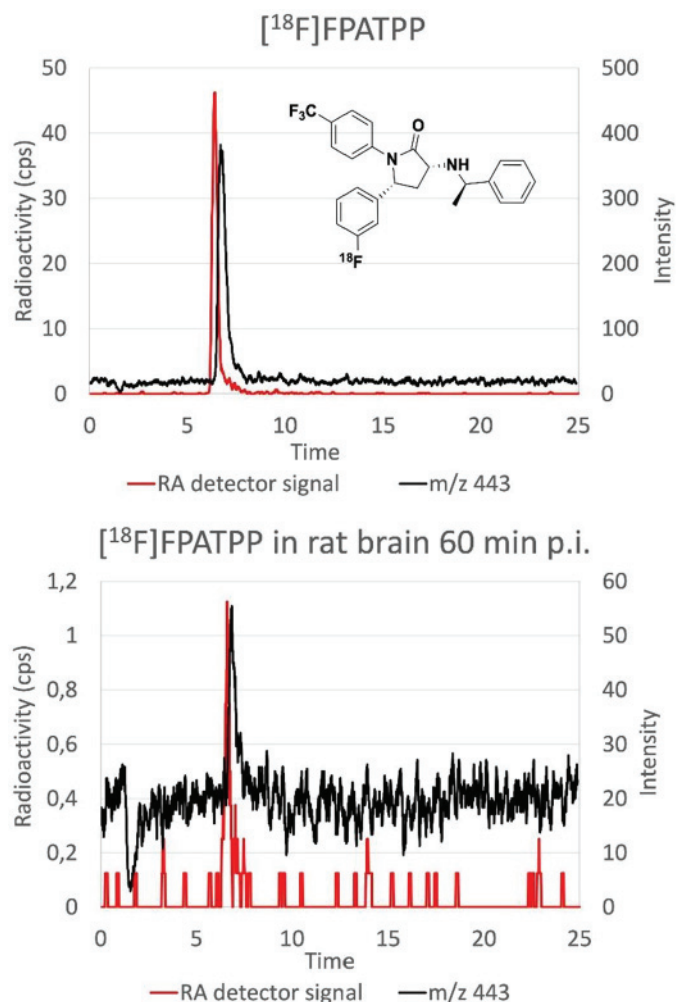 [¹⁸F]FPATPP
50
40
30
20
10
0
Radioactivity (cps)
500
400
300
200
100
0
Intensity
F₃C
O
N
NH
¹⁸F
0 5 10 15 20 25
Time
RA detector signal m/z 443
[¹⁸F]FPATPP in rat brain 60 min p.i.
1,2
1
0,8
0,6
0,4
0,2
0
Radioactivity (cps)
60
50
40
30
20
10
0
Intensity
0 5 10 15 20 25
Time
RA detector signal m/z 443